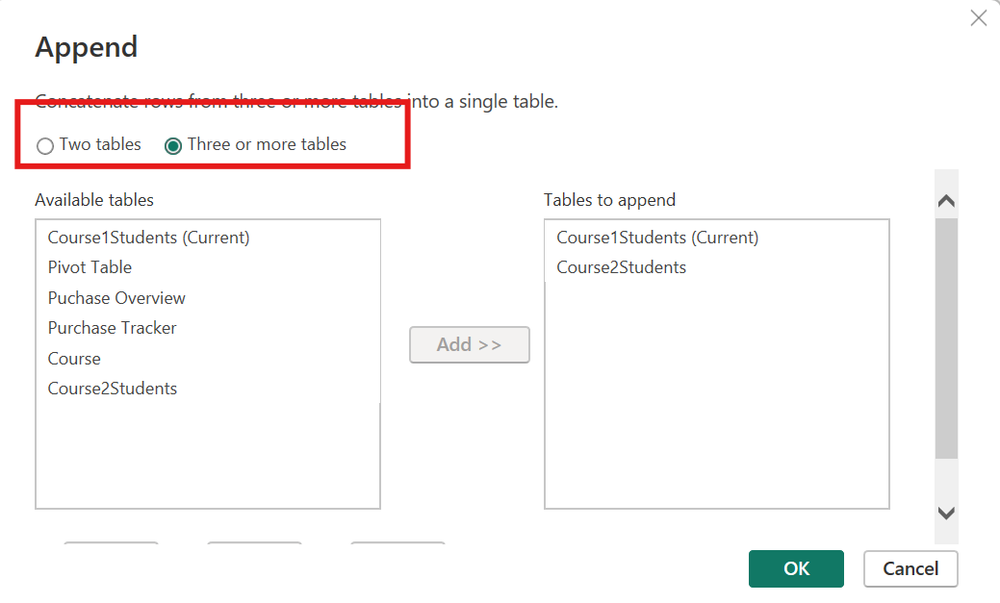 Append
Concatenate rows from three or more tables into a single table.
Two tables Three or more tables
Available tables
Course1Students (Current)
Pivot Table
Puchase Overview
Purchase Tracker
Course
Course2Students
Add >>
Tables to append
Course1Students (Current)
Course2Students
OK Cancel